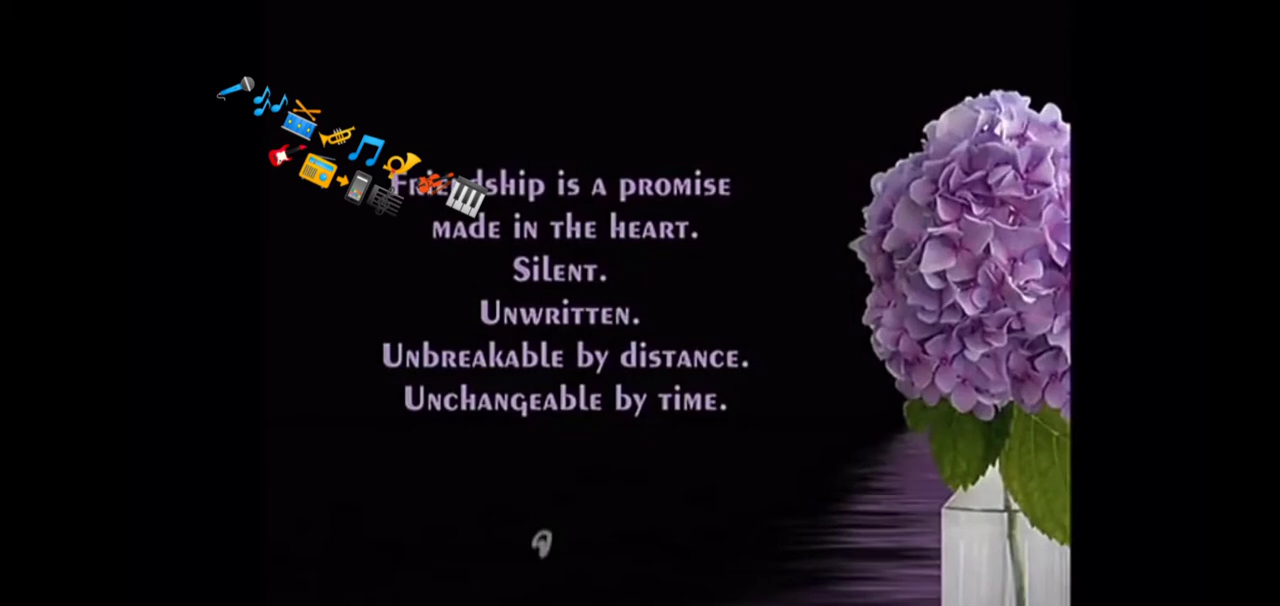 Friendship is a promise
made in the heart.
Silent.
Unwritten.
Unbreakable by distance.
Unchangeable by time.